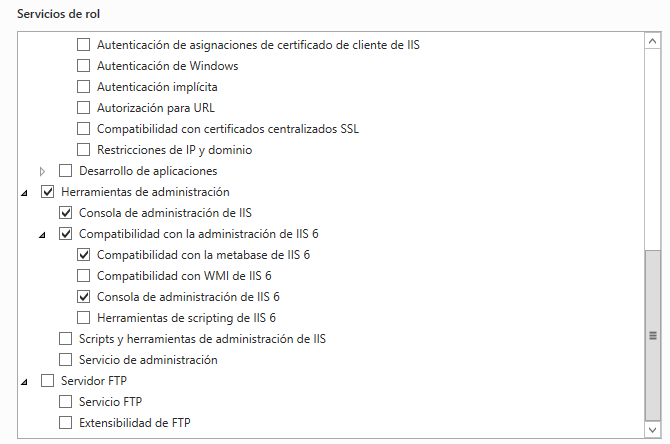 Servicios de rol
Autenticación de asignaciones de certificado de cliente de IIS
Autenticación de Windows
Autenticación implícita
Autorización para URL
Compatibilidad con certificados centralizados SSL
Restricciones de IP y dominio
Desarrollo de aplicaciones
Herramientas de administración
Consola de administración de IIS
Compatibilidad con la administración de IIS 6
Compatibilidad con la metabase de IIS 6
Compatibilidad con WMI de IIS 6
Consola de administración de IIS 6
Herramientas de scripting de IIS 6
Scripts y herramientas de administración de IIS
Servicio de administración
Servidor FTP
Servicio FTP
Extensibilidad de FTP